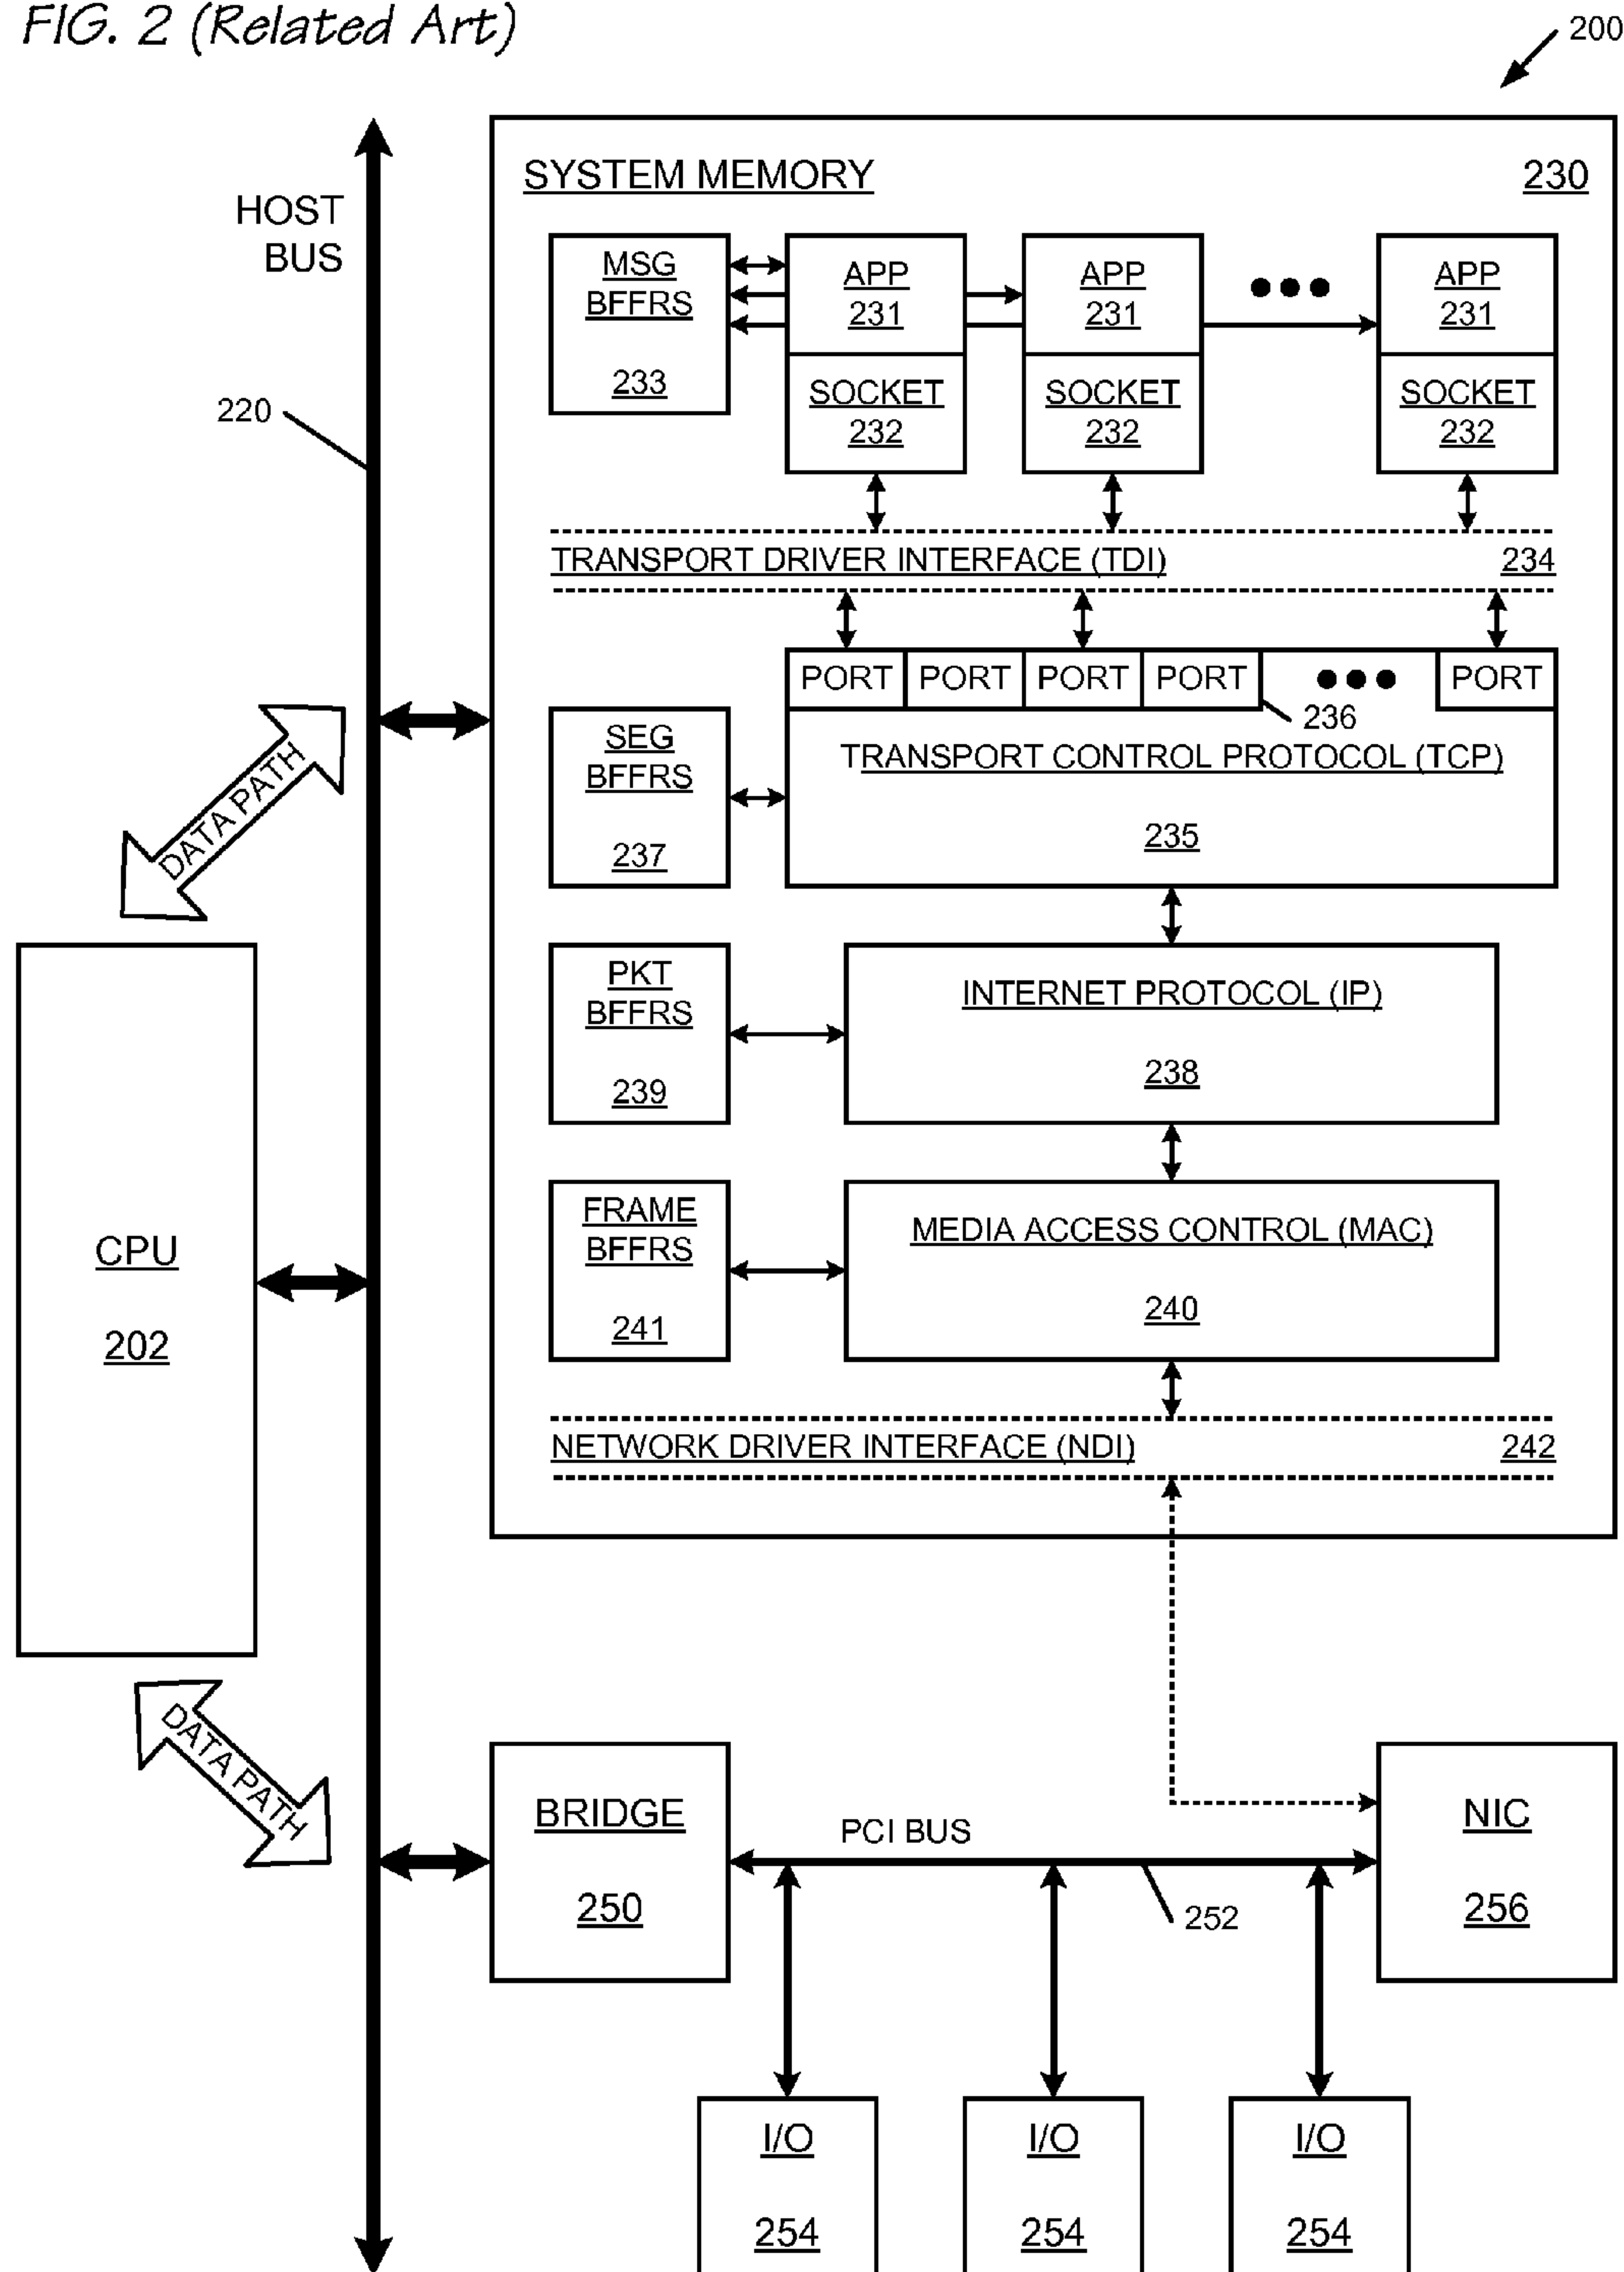 FIG. 2 (Related Art)
200
HOST
BUS
220
SYSTEM MEMORY 230
MSG
BFFRS
233
APP
231
SOCKET
232
APP
231
SOCKET
232
APP
231
SOCKET
232
TRANSPORT DRIVER INTERFACE (TDI) 234
PORT PORT PORT PORT PORT
236
SEG
BFFRS
237
TRANSPORT CONTROL PROTOCOL (TCP)
235
DATA PATH
PKT
BFFRS
239
INTERNET PROTOCOL (IP)
238
FRAME
BFFRS
241
MEDIA ACCESS CONTROL (MAC)
240
CPU
202
NETWORK DRIVER INTERFACE (NDI) 242
DATA PATH
BRIDGE
250
PCI BUS
252
NIC
256
I/O
254
I/O
254
I/O
254